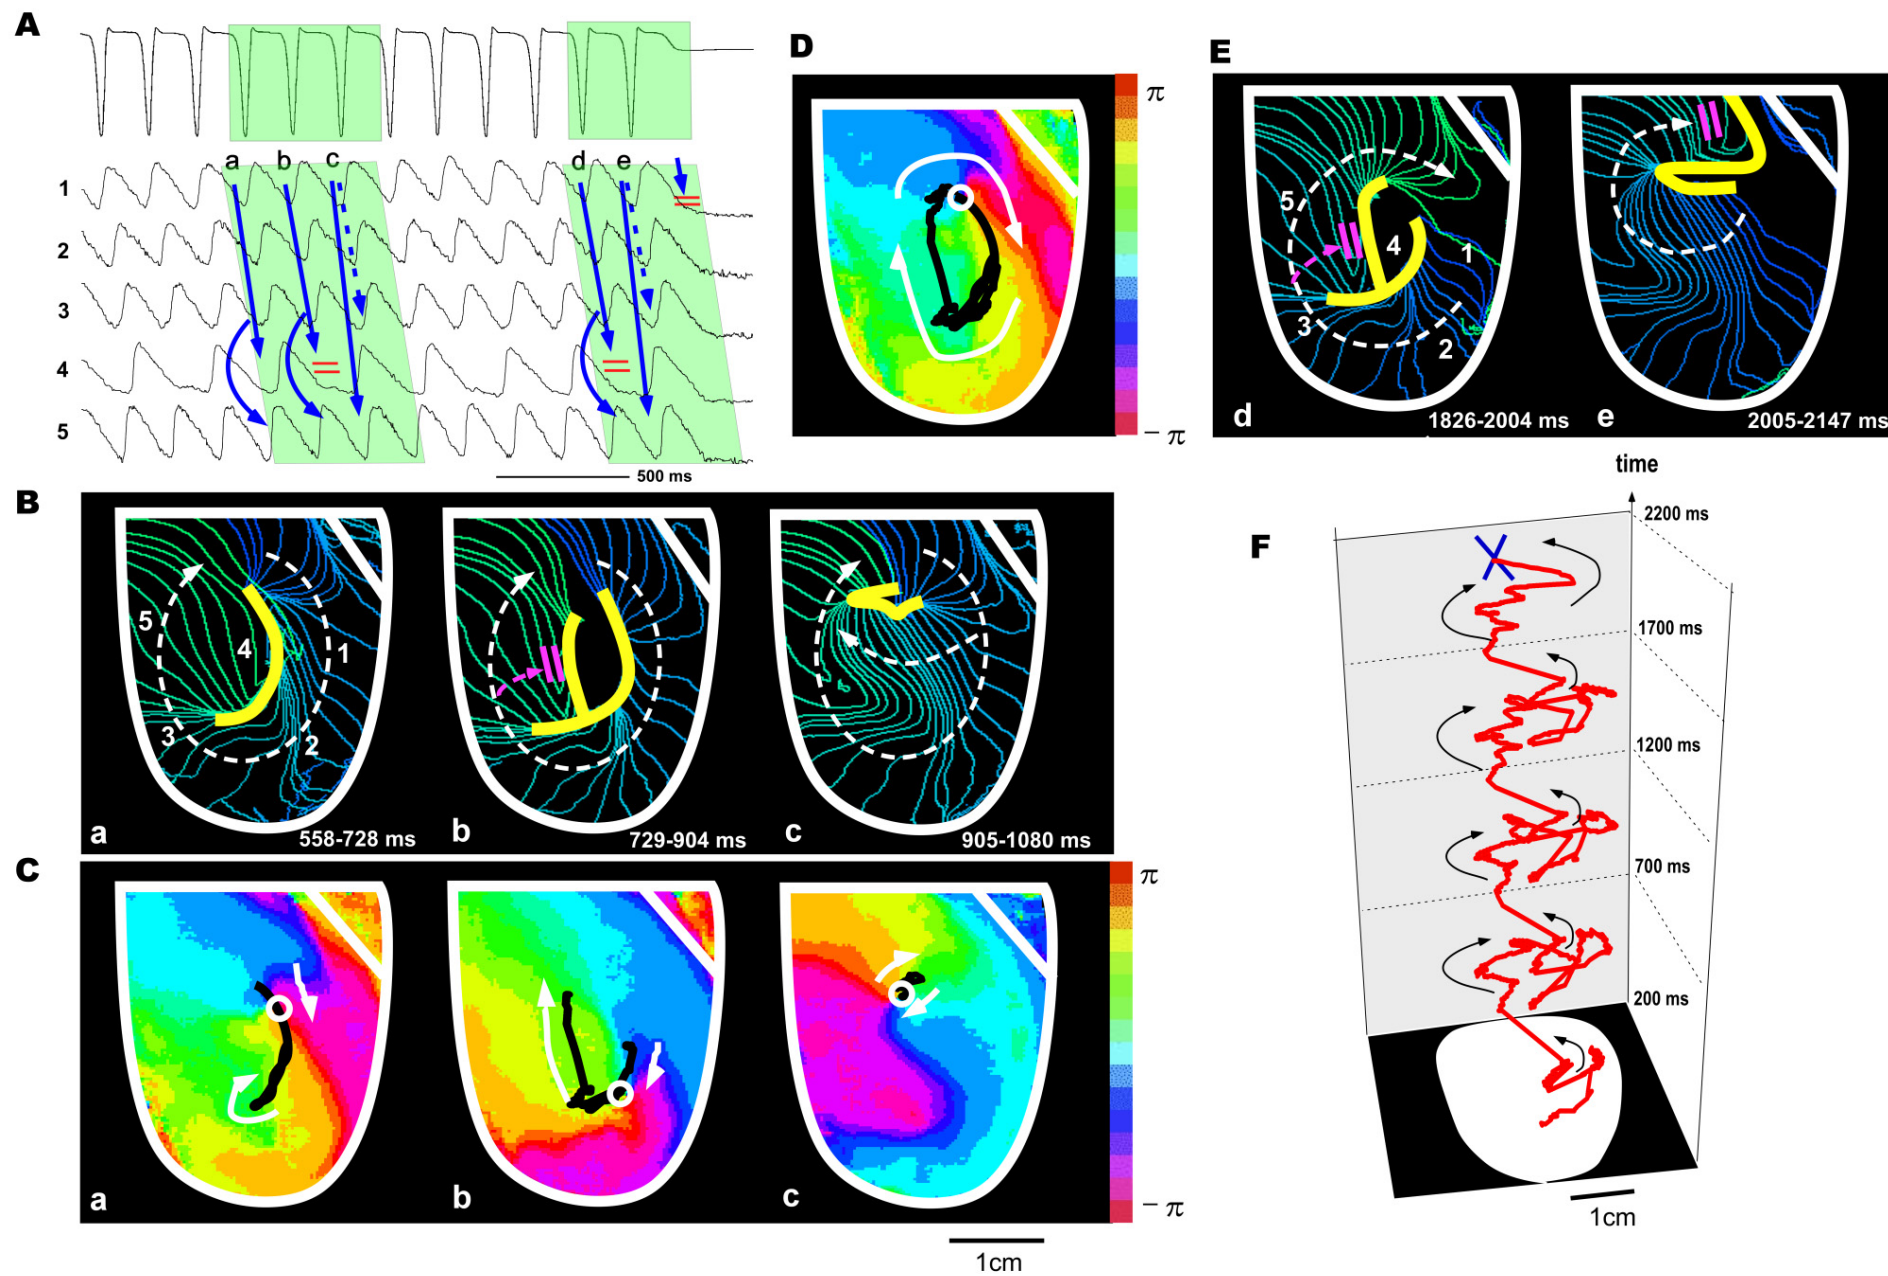 A
a b c d e
1
2
3
4
5
500 ms
B
5
4
1
3
2
a
558-728 ms
b
729-904 ms
c
905-1080 ms
C
π
− π
a
b
c
1cm
D
π
− π
E
5
4
1
3
2
d
1826-2004 ms
e
2005-2147 ms
F
time
2200 ms
1700 ms
1200 ms
700 ms
200 ms
1cm